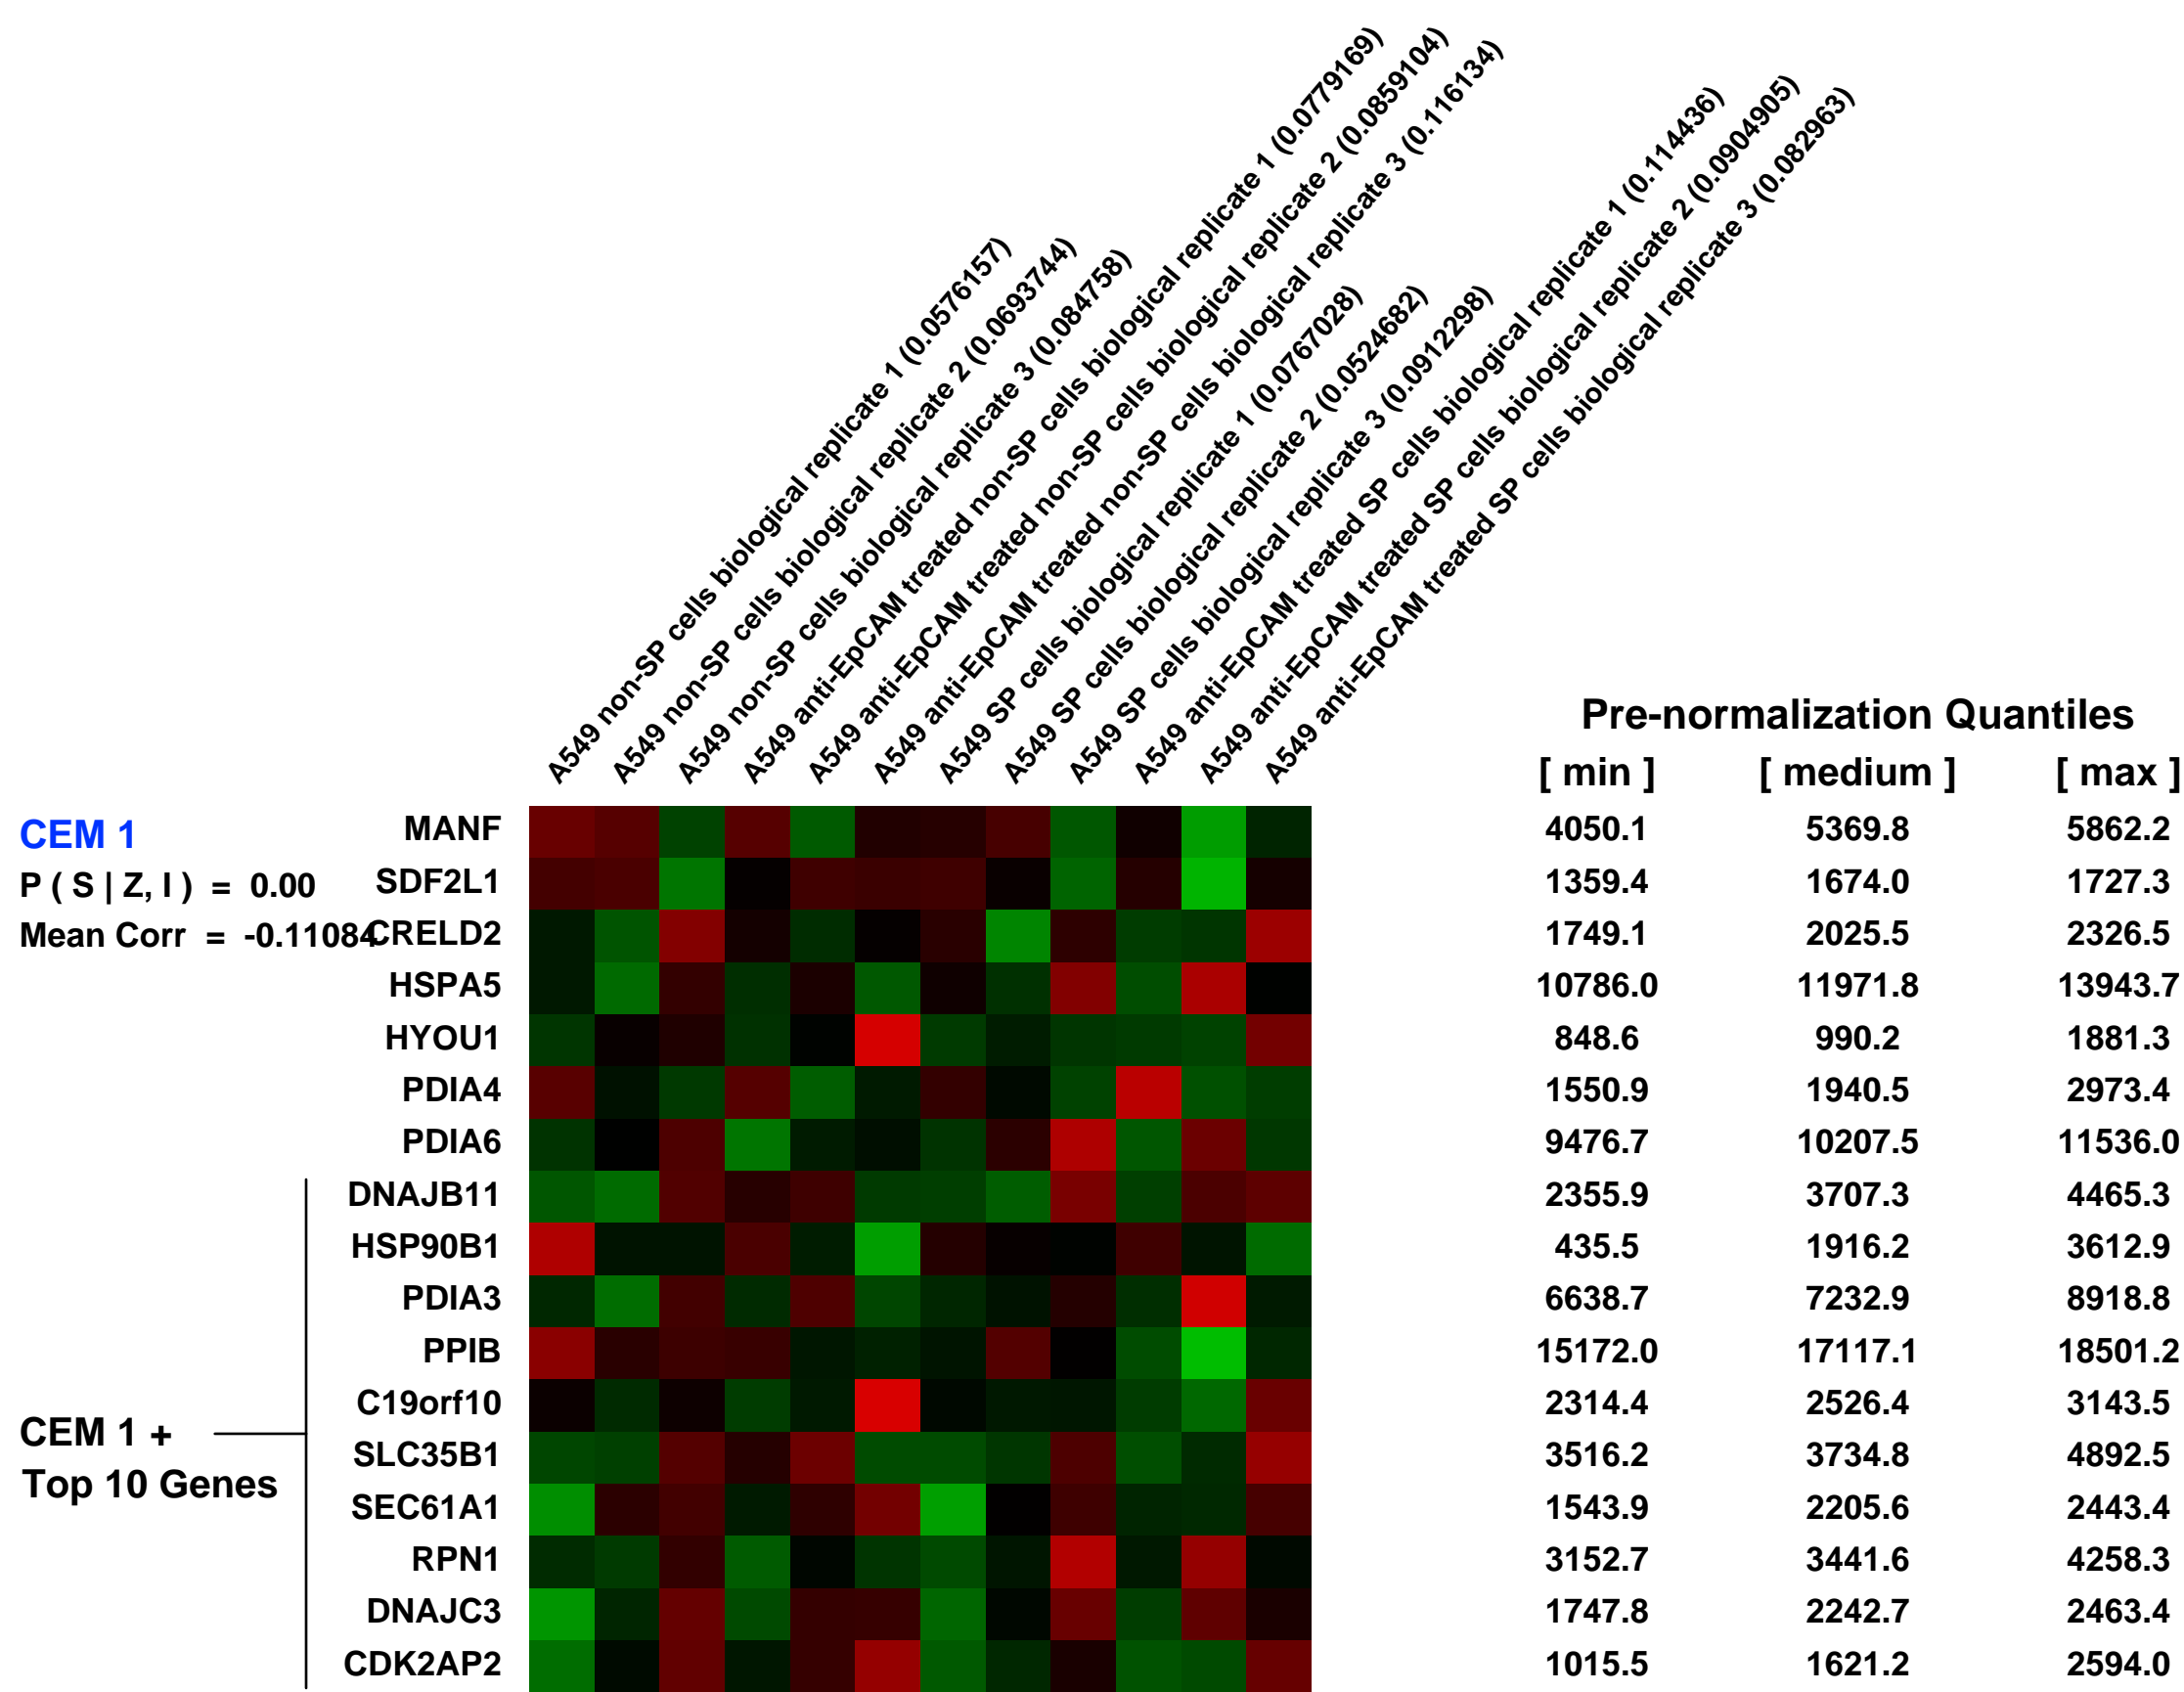 A549 non-SP cells biological replicate 1 (0.0576157)
A549 non-SP cells biological replicate 2 (0.0693744)
A549 non-SP cells biological replicate 3 (0.084758)
A549 anti-EpCAM treated non-SP cells biological replicate 1 (0.0779169)
A549 anti-EpCAM treated non-SP cells biological replicate 2 (0.0859104)
A549 anti-EpCAM treated non-SP cells biological replicate 3 (0.116134)
A549 SP cells biological replicate 1 (0.0767028)
A549 SP cells biological replicate 2 (0.0524682)
A549 SP cells biological replicate 3 (0.0912298)
A549 anti-EpCAM treated SP cells biological replicate 1 (0.114436)
A549 anti-EpCAM treated SP cells biological replicate 2 (0.0904905)
A549 anti-EpCAM treated SP cells biological replicate 3 (0.082963)
Pre-normalization Quantiles
[ min ] [ medium ] [ max ]
CEM 1
P ( S | Z, I ) = 0.00
Mean Corr = -0.11084
MANF 4050.1 5369.8 5862.2
SDF2L1 1359.4 1674.0 1727.3
CRELD2 1749.1 2025.5 2326.5
HSPA5 10786.0 11971.8 13943.7
HYOU1 848.6 990.2 1881.3
PDIA4 1550.9 1940.5 2973.4
PDIA6 9476.7 10207.5 11536.0
DNAJB11 2355.9 3707.3 4465.3
HSP90B1 435.5 1916.2 3612.9
PDIA3 6638.7 7232.9 8918.8
PPIB 15172.0 17117.1 18501.2
C19orf10 2314.4 2526.4 3143.5
SLC35B1 3516.2 3734.8 4892.5
SEC61A1 1543.9 2205.6 2443.4
RPN1 3152.7 3441.6 4258.3
DNAJC3 1747.8 2242.7 2463.4
CDK2AP2 1015.5 1621.2 2594.0
CEM 1 +
Top 10 Genes